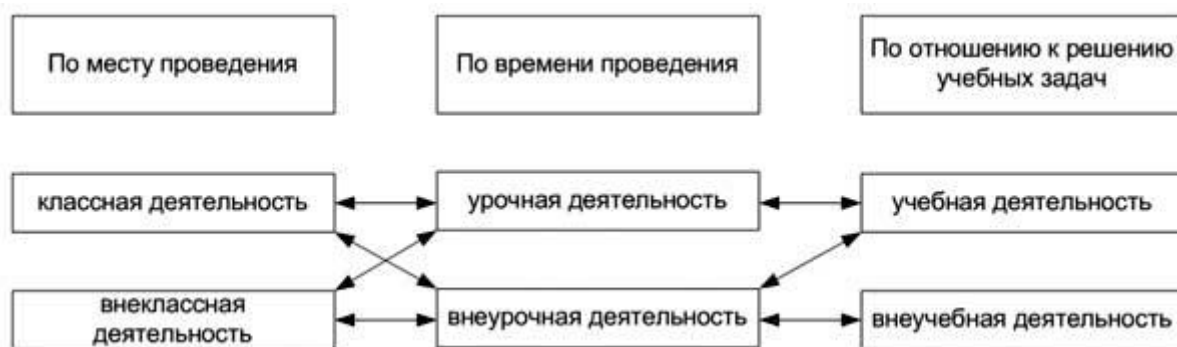 По месту проведения
По времени проведения
По отношению к решению
учебных задач
классная деятельность
урочная деятельность
учебная деятельность
внеклассная
деятельность
внеурочная деятельность
внеучебная деятельность